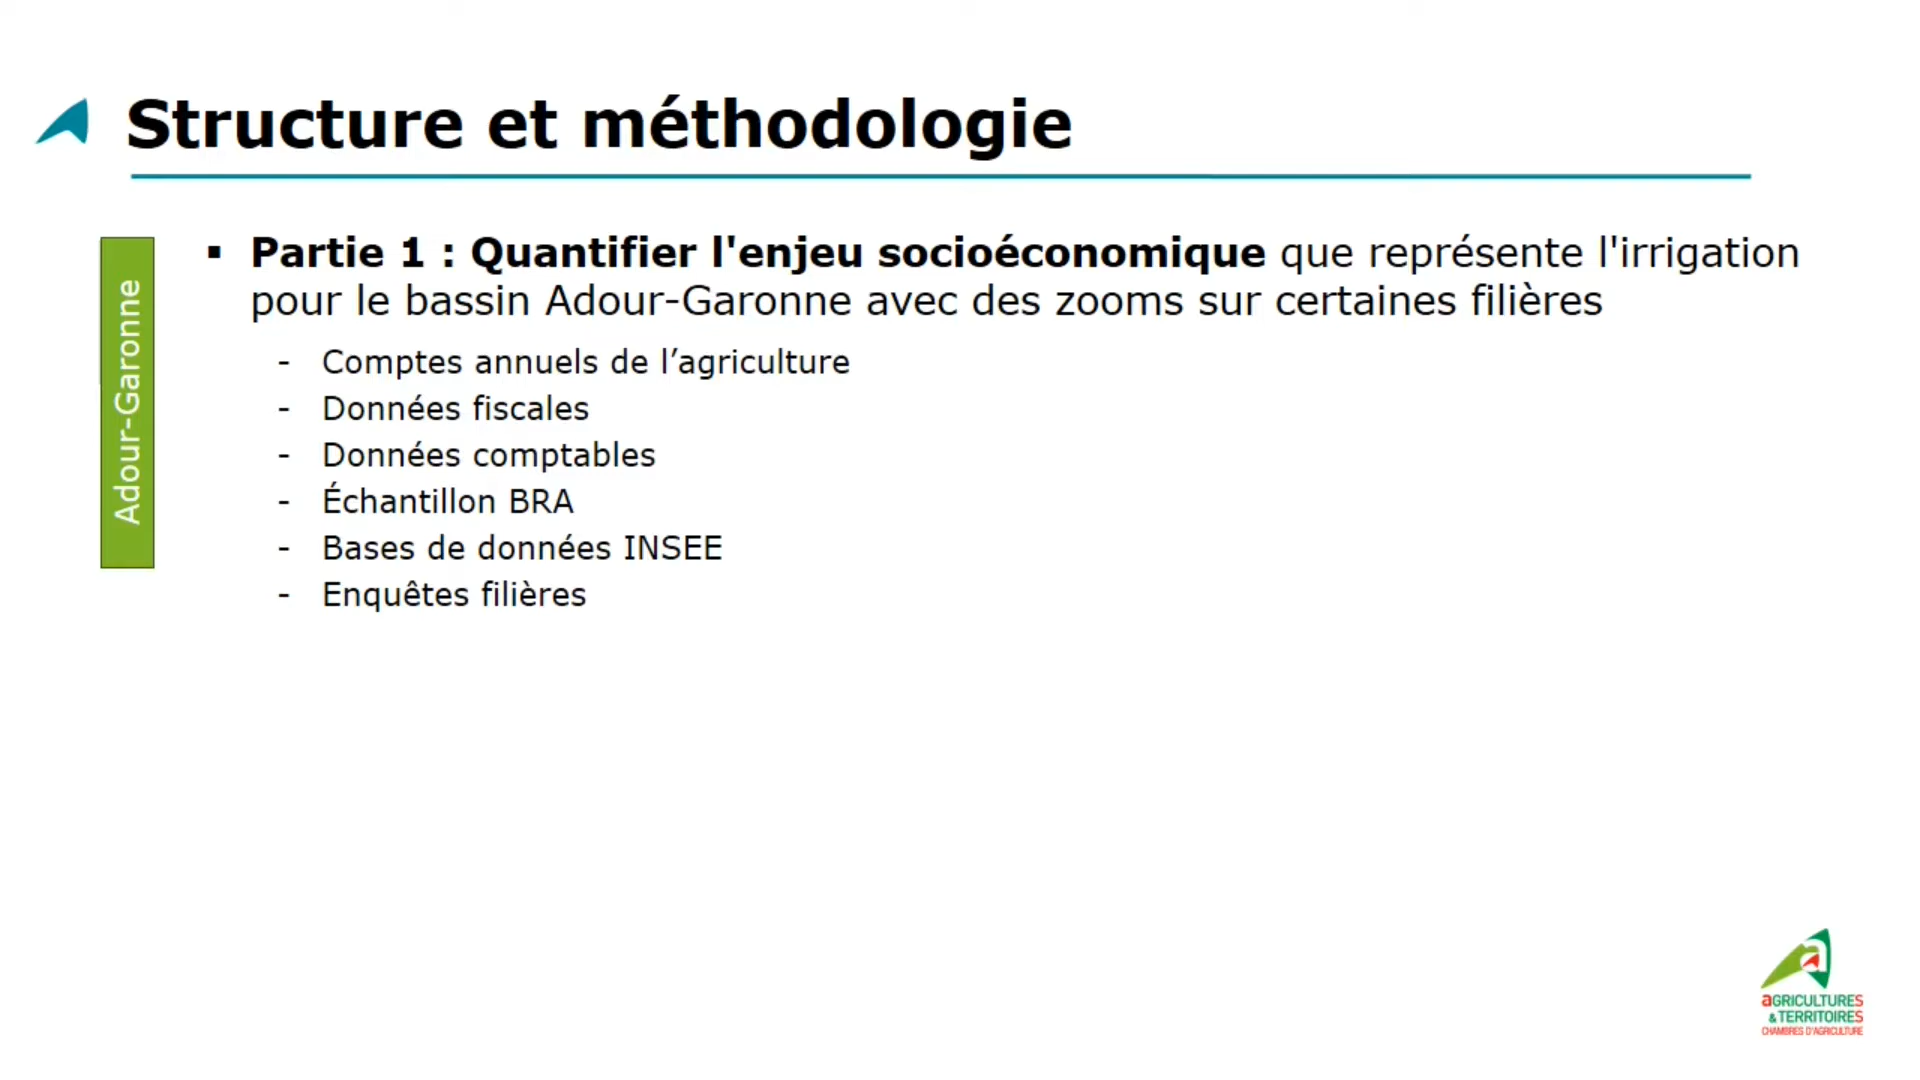 Structure et méthodologie
Adour-Garonne
▪ Partie 1 : Quantifier l'enjeu socioéconomique que représente l'irrigation
pour le bassin Adour-Garonne avec des zooms sur certaines filières
- Comptes annuels de l’agriculture
- Données fiscales
- Données comptables
- Échantillon BRA
- Bases de données INSEE
- Enquêtes filières
aGRICULTURES
& TERRITOIRES
CHAMBRES D'AGRICULTURE